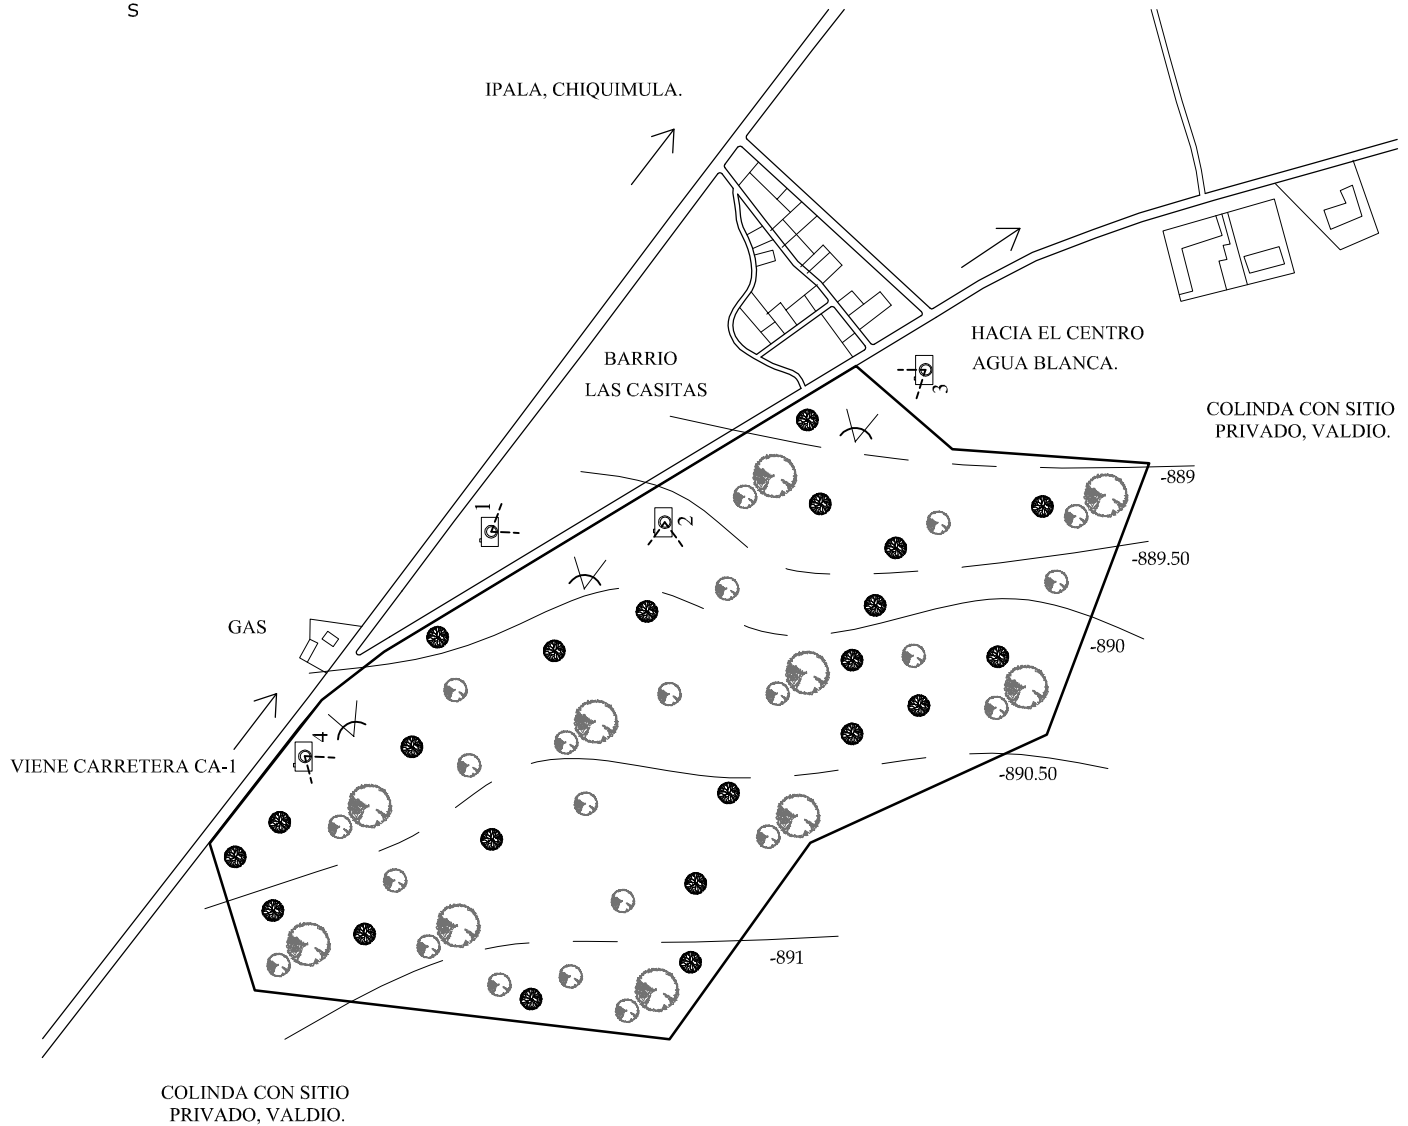 S
IPALA, CHIQUIMULA.
HACIA EL CENTRO
AGUA BLANCA.
BARRIO
LAS CASITAS
3
COLINDA CON SITIO
PRIVADO, VALDIO.
-889
1
2
-889.50
GAS
-890
4
VIENE CARRETERA CA-1
-890.50
-891
COLINDA CON SITIO
PRIVADO, VALDIO.